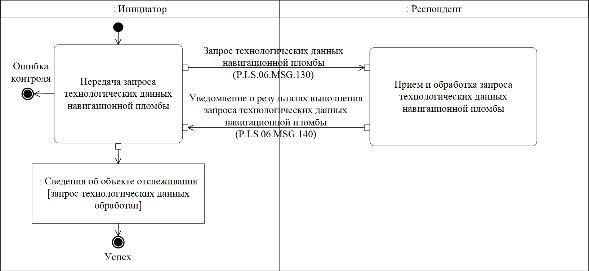 : Инициатор
: Респондент
Ошибка
контроля
Передача запроса
технологических данных
навигационной пломбы
Запрос технологических данных
навигационной пломбы
(P.LS.06.MSG.130)
Прием и обработка запроса
технологических данных
навигационной пломбы
Уведомление о результатах выполнения
запроса технологических данных
навигационной пломбы
(P.LS.06.MSG.140)
: Сведения об объекте отслеживания
[запрос технологических данных
обработан]
Успех